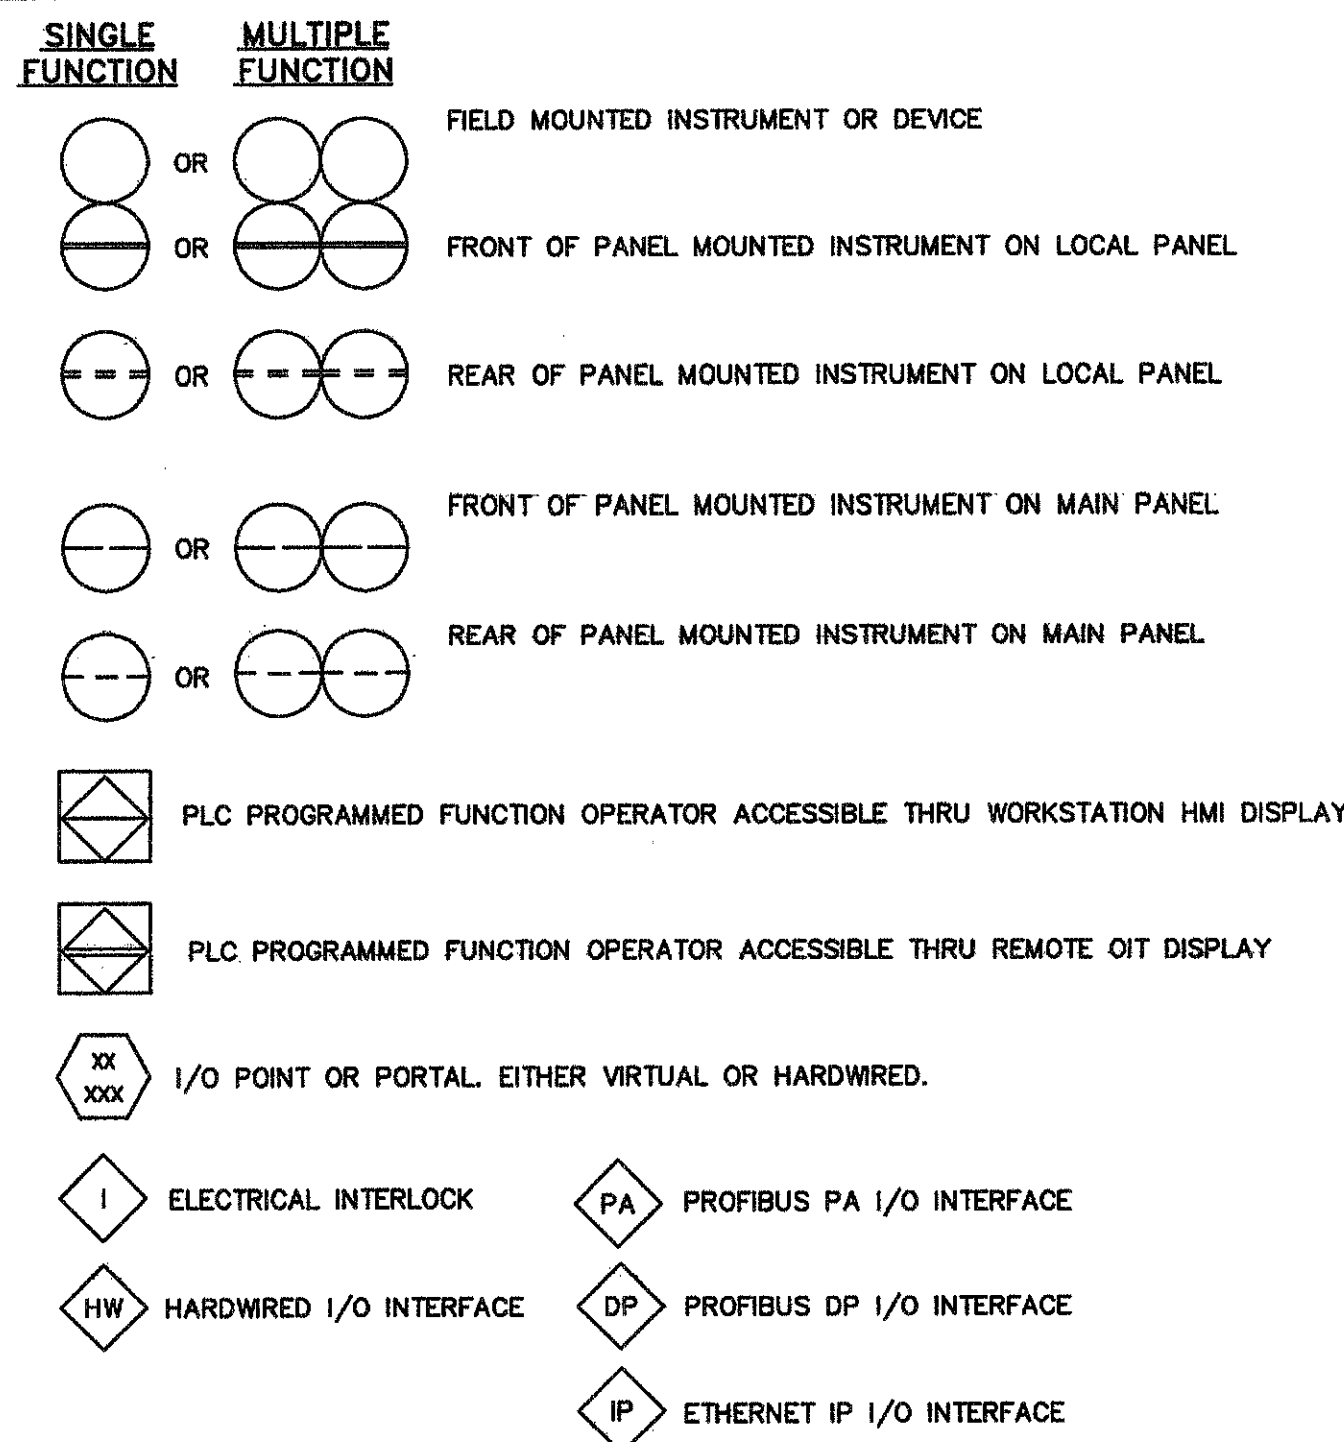 SINGLE
FUNCTION
MULTIPLE
FUNCTION
OR
FIELD MOUNTED INSTRUMENT OR DEVICE
OR
FRONT OF PANEL MOUNTED INSTRUMENT ON LOCAL PANEL
OR
REAR OF PANEL MOUNTED INSTRUMENT ON LOCAL PANEL
OR
FRONT OF PANEL MOUNTED INSTRUMENT ON MAIN PANEL
OR
REAR OF PANEL MOUNTED INSTRUMENT ON MAIN PANEL
PLC PROGRAMMED FUNCTION OPERATOR ACCESSIBLE THRU WORKSTATION HMI DISPLAY
PLC PROGRAMMED FUNCTION OPERATOR ACCESSIBLE THRU REMOTE OIT DISPLAY
XX
XXX
I/O POINT OR PORTAL. EITHER VIRTUAL OR HARDWIRED.
I
ELECTRICAL INTERLOCK
PA
PROFIBUS PA I/O INTERFACE
HW
HARDWIRED I/O INTERFACE
DP
PROFIBUS DP I/O INTERFACE
IP
ETHERNET IP I/O INTERFACE